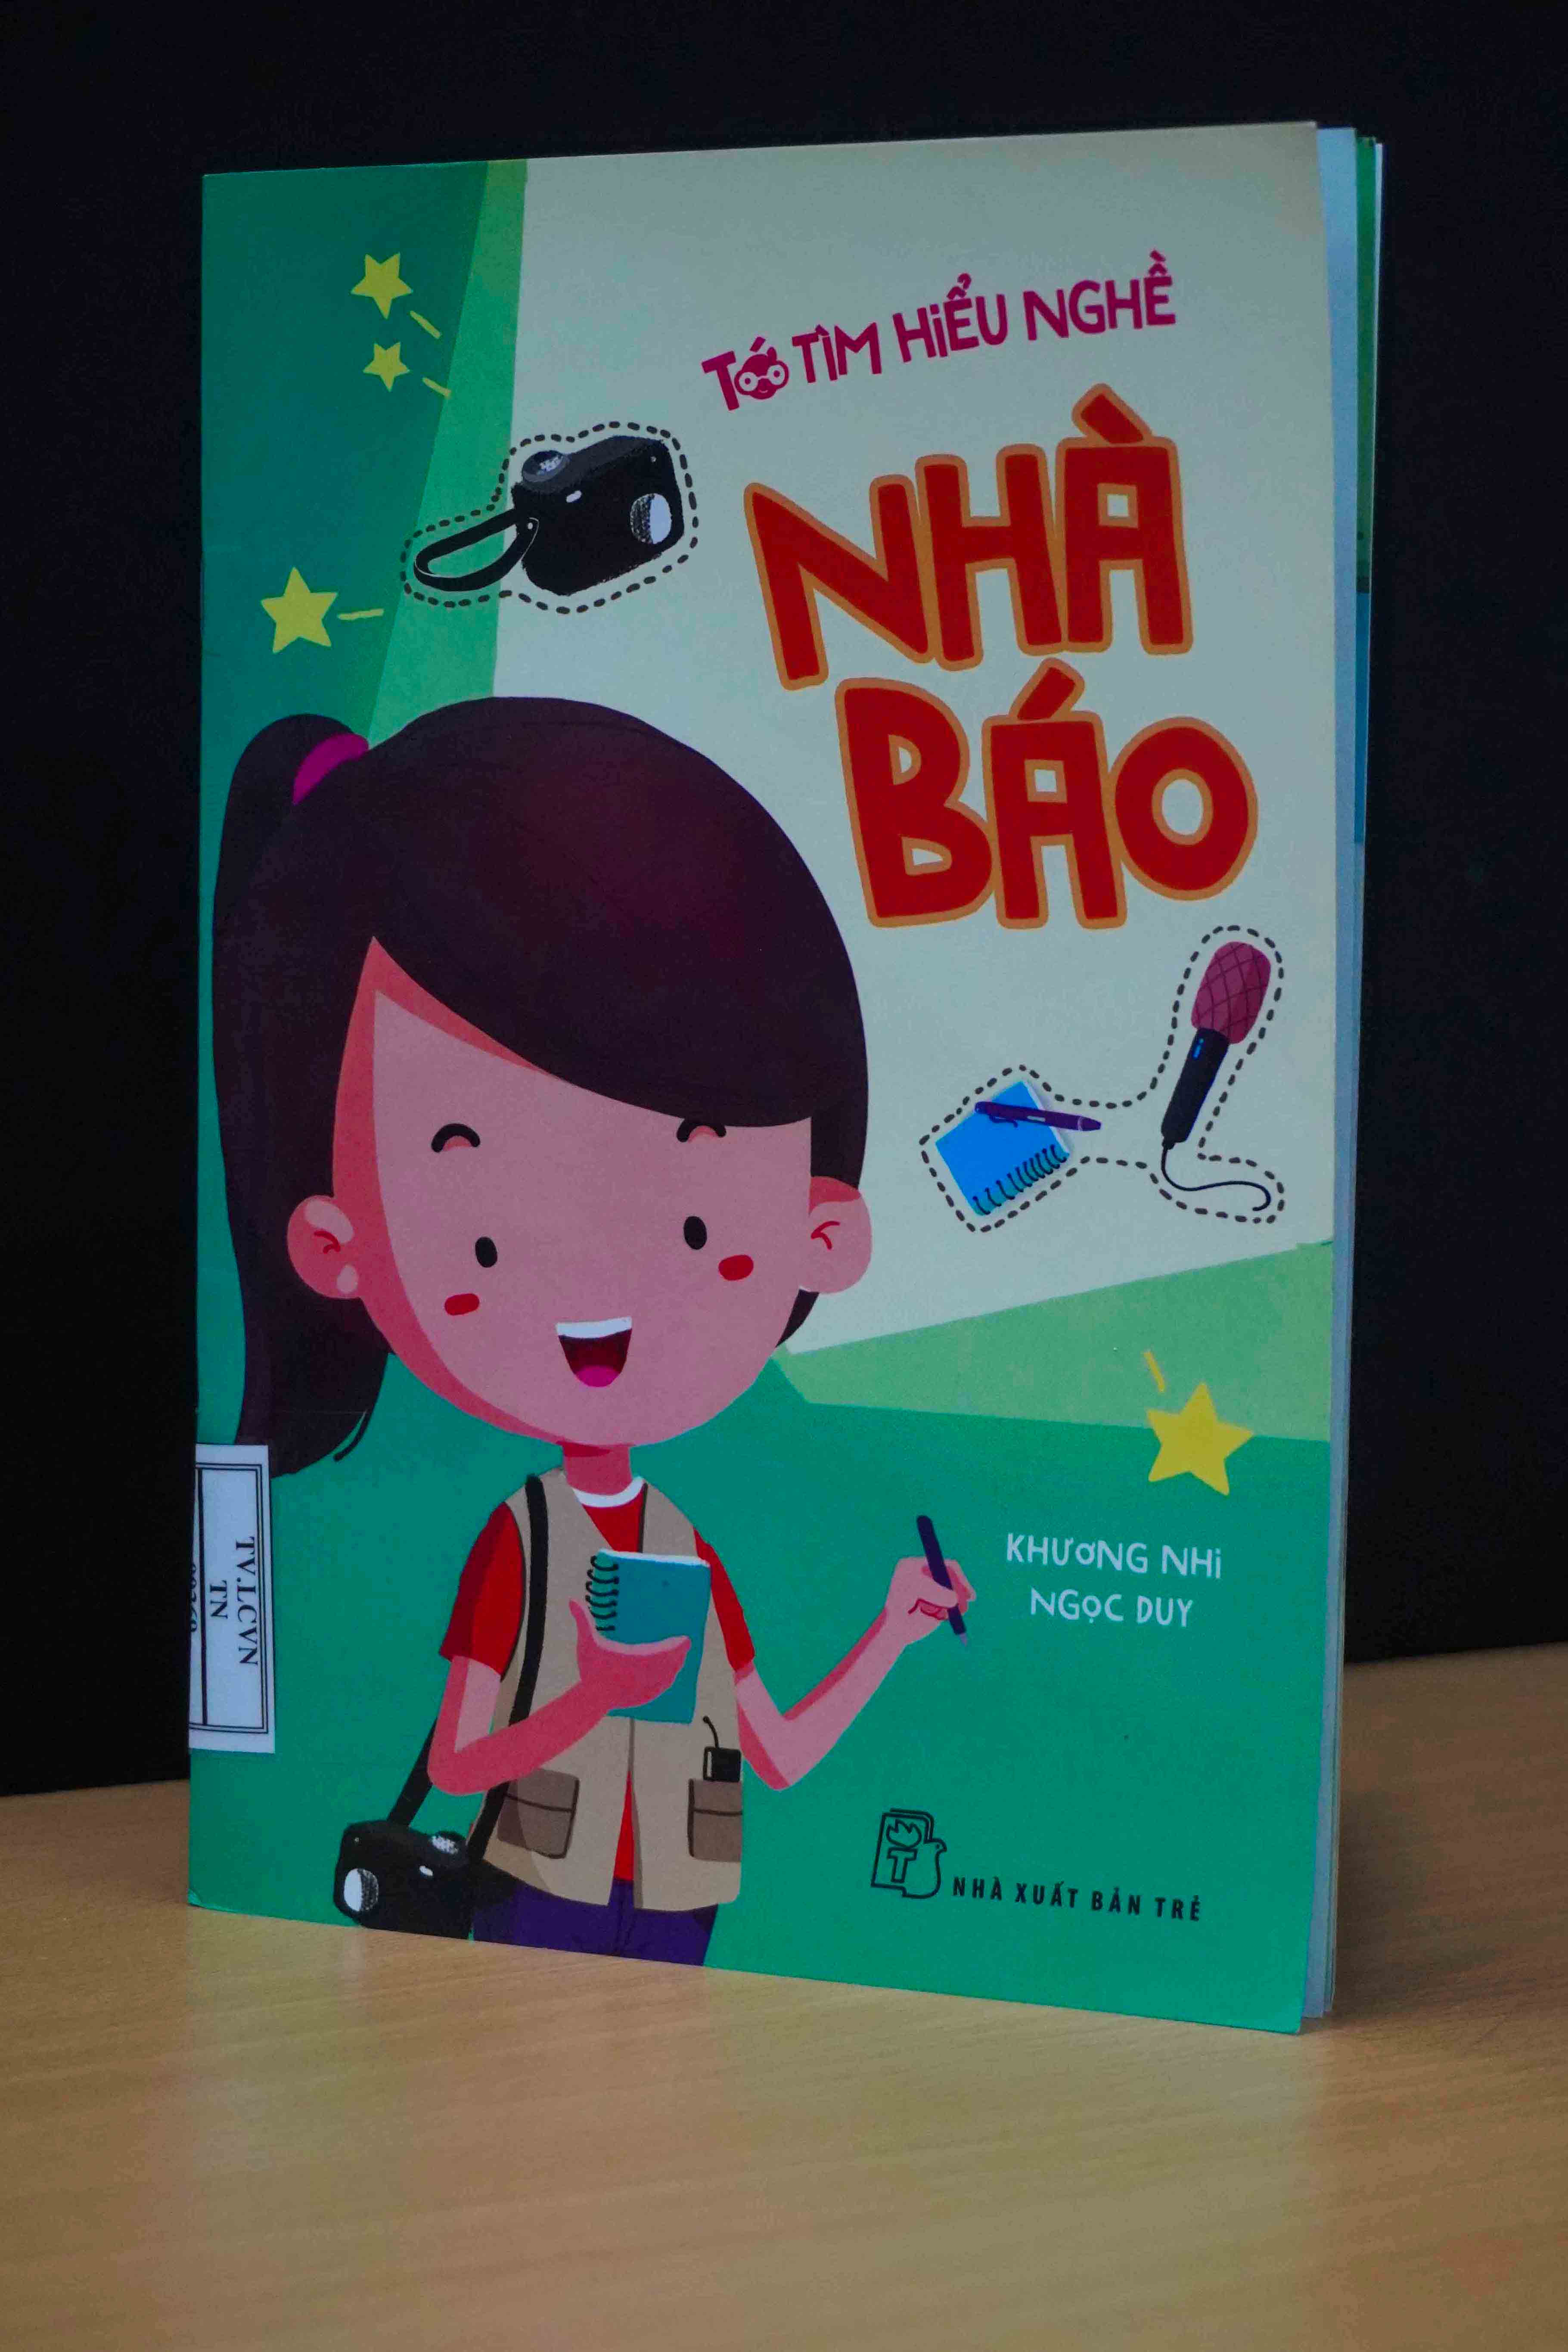 TỚ TÌM HIỂU NGHỀ
NHÀ
BÁO
KHƯƠNG NHI
NGỌC DUY
TV.LCVN
TN
T
NHÀ XUẤT BẢN TRẺ